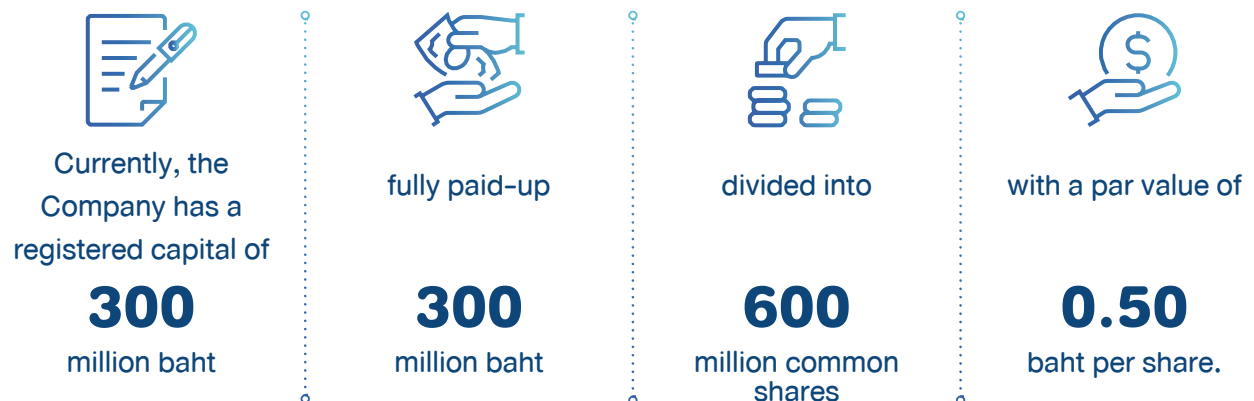 Currently, the
Company has a
registered capital of
300
million baht
fully paid-up
300
million baht
divided into
600
million common
shares
with a par value of
0.50
baht per share.